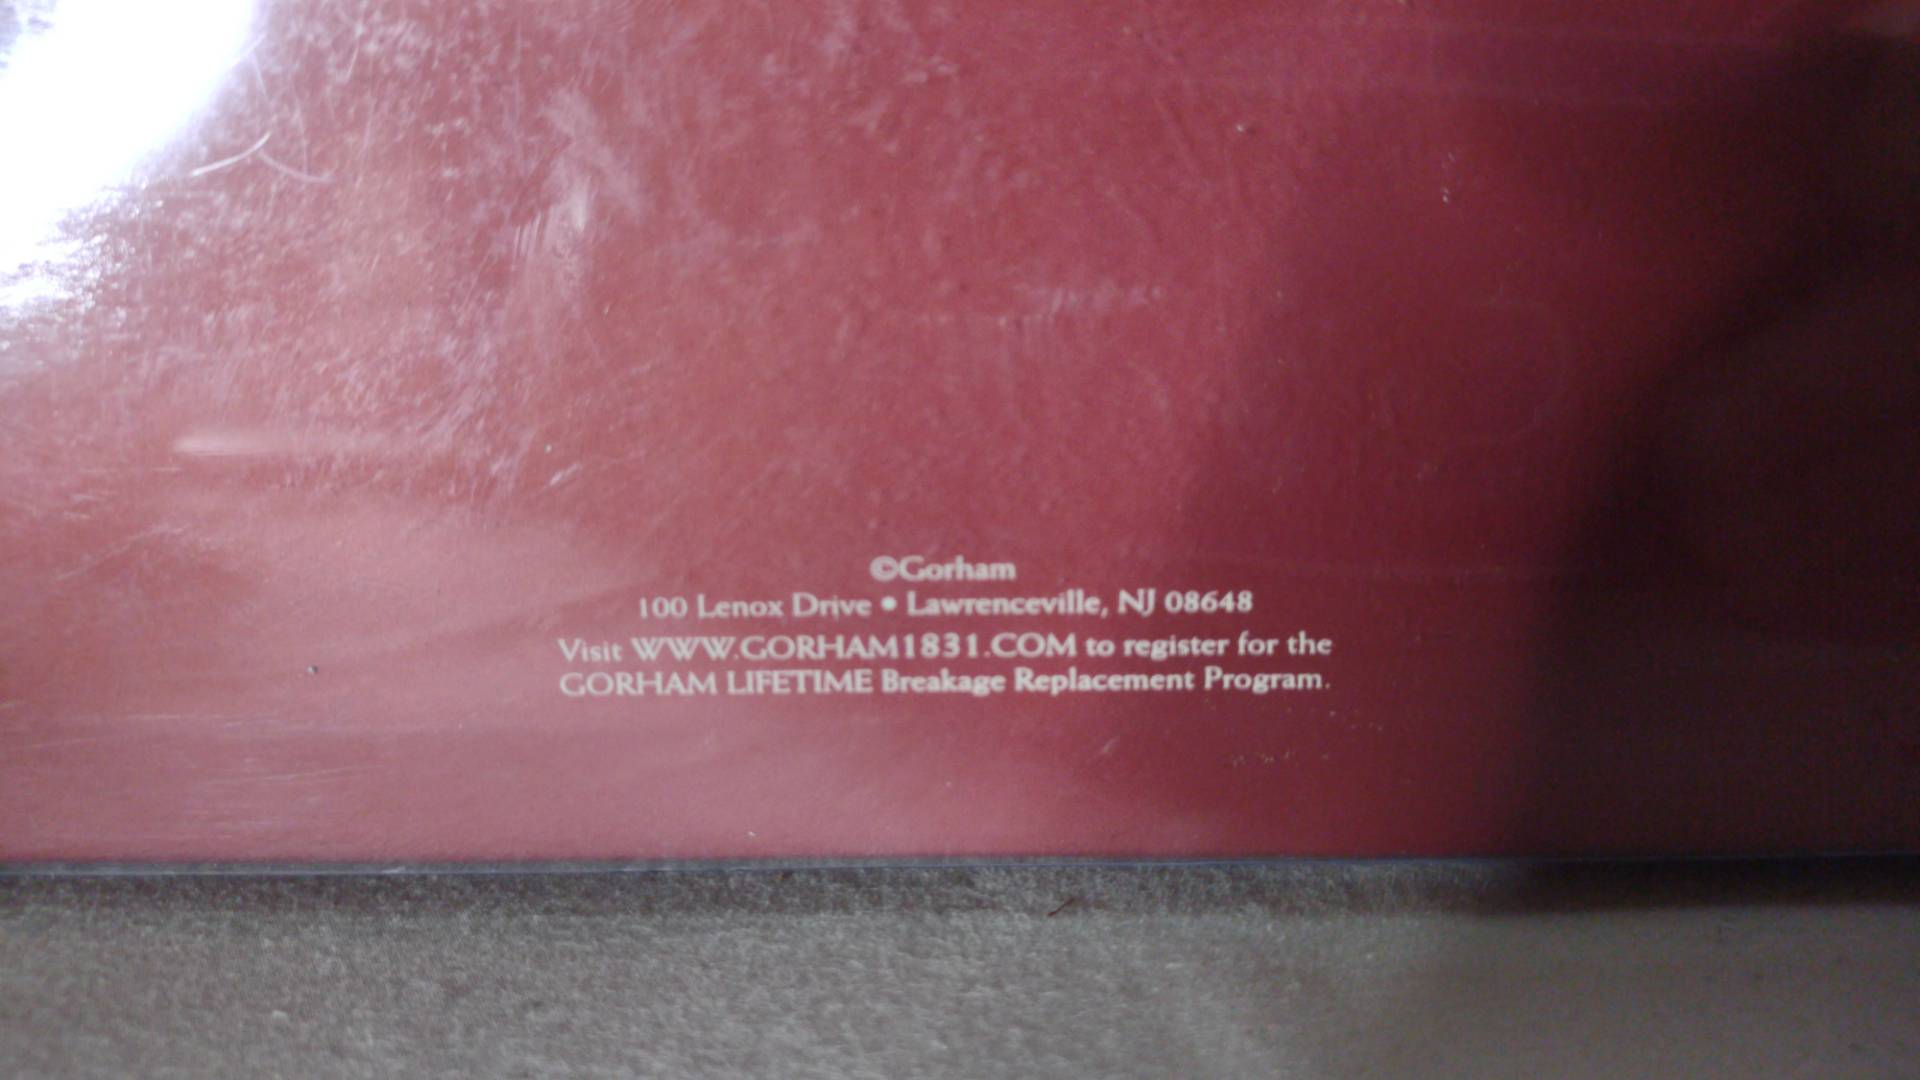 ©Gorham
100 Lenox Drive • Lawrenceville, NJ 08648
Visit WWW.GORHAM1831.COM to register for the
GORHAM LIFETIME Breakage Replacement Program.